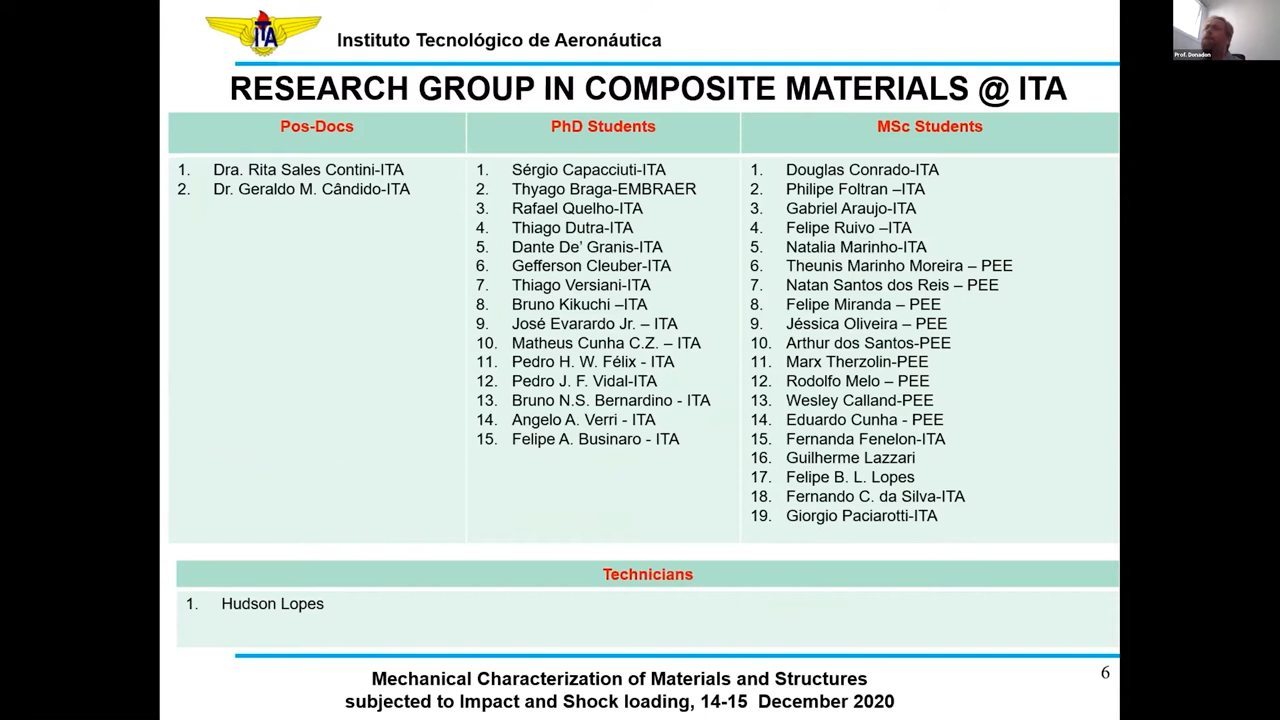 ITA
Instituto Tecnológico de Aeronáutica
Prof. Donadon
RESEARCH GROUP IN COMPOSITE MATERIALS @ ITA
Pos-Docs
1. Dra. Rita Sales Contini-ITA
2. Dr. Geraldo M. Cândido-ITA
PhD Students
1. Sérgio Capacciuti-ITA
2. Thyago Braga-EMBRAER
3. Rafael Quelho-ITA
4. Thiago Dutra-ITA
5. Dante De’ Granis-ITA
6. Gefferson Cleuber-ITA
7. Thiago Versiani-ITA
8. Bruno Kikuchi –ITA
9. José Evarardo Jr. – ITA
10. Matheus Cunha C.Z. – ITA
11. Pedro H. W. Félix - ITA
12. Pedro J. F. Vidal-ITA
13. Bruno N.S. Bernardino - ITA
14. Angelo A. Verri - ITA
15. Felipe A. Businaro - ITA
MSc Students
1. Douglas Conrado-ITA
2. Philipe Foltran –ITA
3. Gabriel Araujo-ITA
4. Felipe Ruivo –ITA
5. Natalia Marinho-ITA
6. Theunis Marinho Moreira – PEE
7. Natan Santos dos Reis – PEE
8. Felipe Miranda – PEE
9. Jéssica Oliveira – PEE
10. Arthur dos Santos-PEE
11. Marx Therzolin-PEE
12. Rodolfo Melo – PEE
13. Wesley Calland-PEE
14. Eduardo Cunha - PEE
15. Fernanda Fenelon-ITA
16. Guilherme Lazzari
17. Felipe B. L. Lopes
18. Fernando C. da Silva-ITA
19. Giorgio Paciarotti-ITA
Technicians
1. Hudson Lopes
Mechanical Characterization of Materials and Structures
subjected to Impact and Shock loading, 14-15 December 2020
6